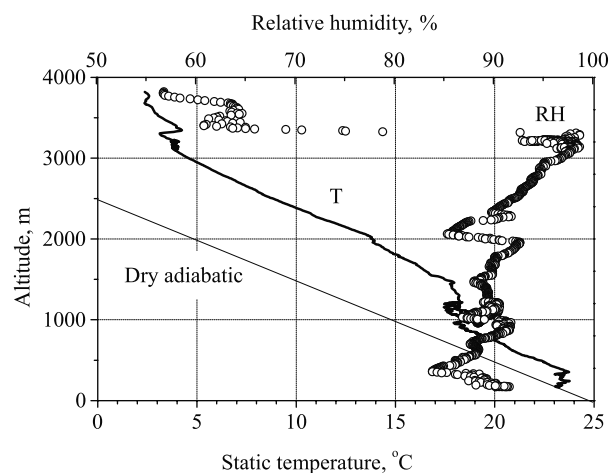 Relative humidity, %
50 60 70 80 90 100
4000
RH
3000
T
2000
Dry adiabatic
1000
0
Altitude, m
0 5 10 15 20 25
Static temperature, °C